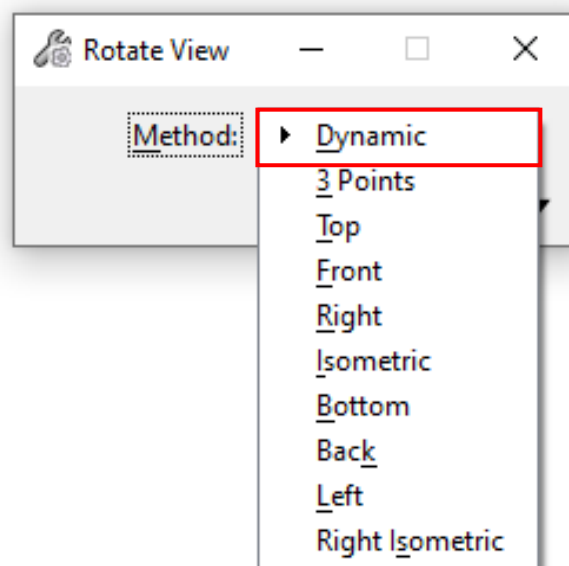 Rotate View
Method:
Dynamic
3 Points
Top
Front
Right
Isometric
Bottom
Back
Left
Right Isometric